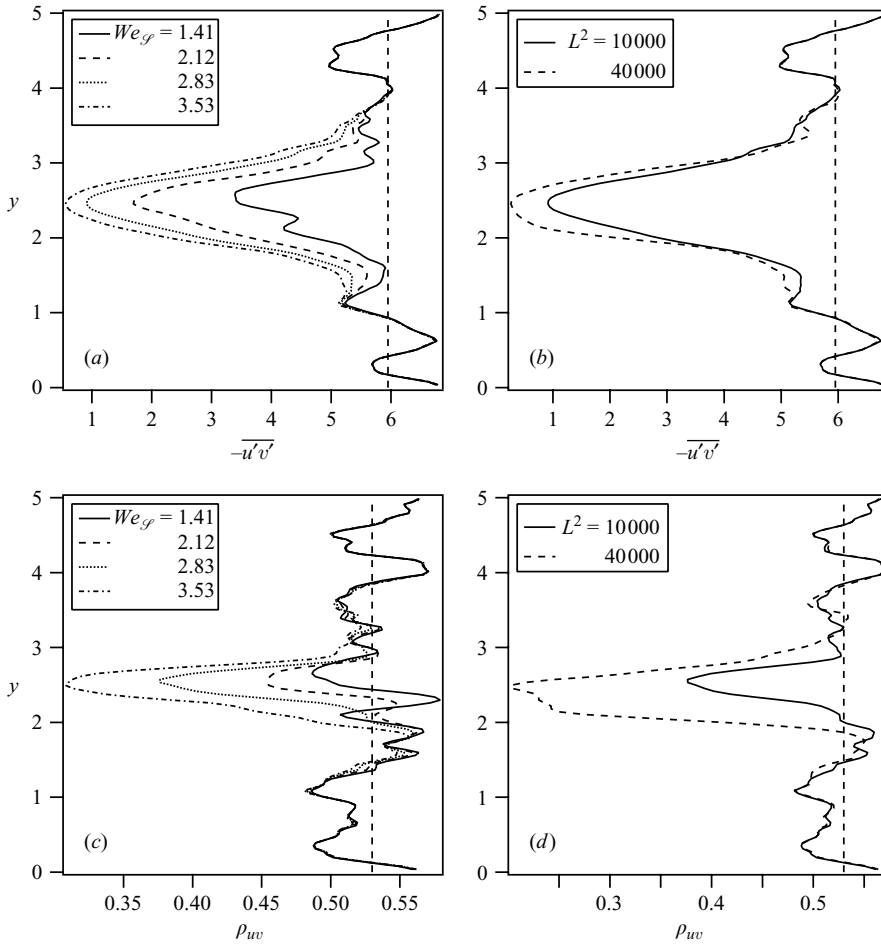 We𝒮 = 1.41
2.12
2.83
3.53
L² = 10000
40000
5
4
3
y
2
1
0
(a)
(b)
1 2 3 4 5 6
1 2 3 4 5 6
–u′v′
–u′v′
We𝒮 = 1.41
2.12
2.83
3.53
L² = 10000
40000
5
4
3
y
2
1
0
5
4
3
2
1
0
5
4
3
2
1
0
(c)
(d)
0.35 0.40 0.45 0.50 0.55
0.3 0.4 0.5
ρuv
ρuv